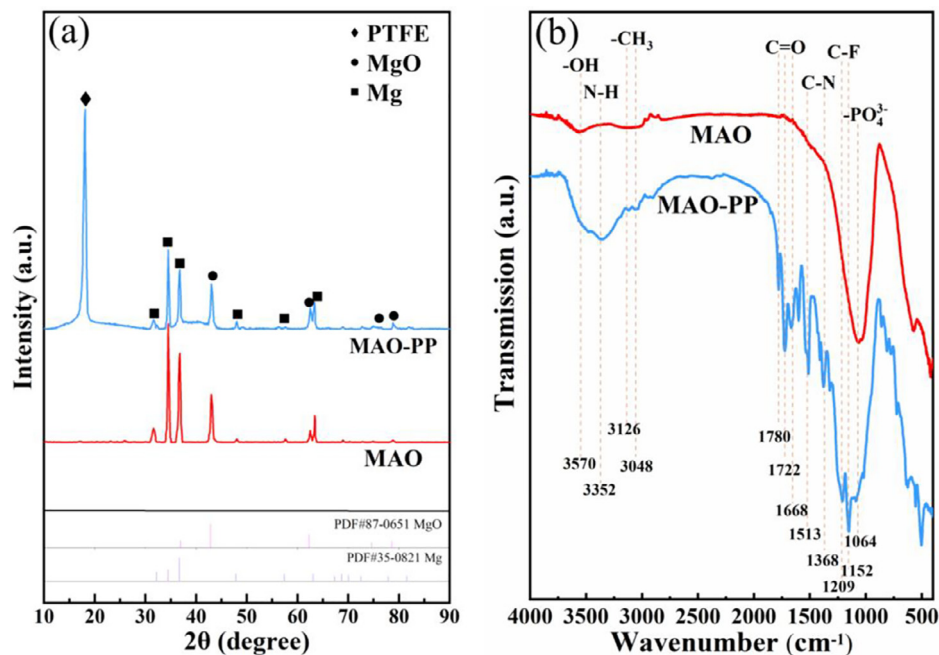 (a)
♦ PTFE
● MgO
■ Mg
MAO-PP
MAO
PDF#87-0651 MgO
PDF#35-0821 Mg
10 20 30 40 50 60 70 80 90
2θ (degree)
Intensity (a.u.)
(b)
-OH
N-H
-CH3
C=O
C-N
C-F
-PO₄³⁻
MAO
MAO-PP
3570
3352
3126
3048
1780
1722
1668
1513
1368
1209
1152
1064
4000 3500 3000 2500 2000 1500 1000 500
Wavenumber (cm⁻¹)
Transmission (a.u.)